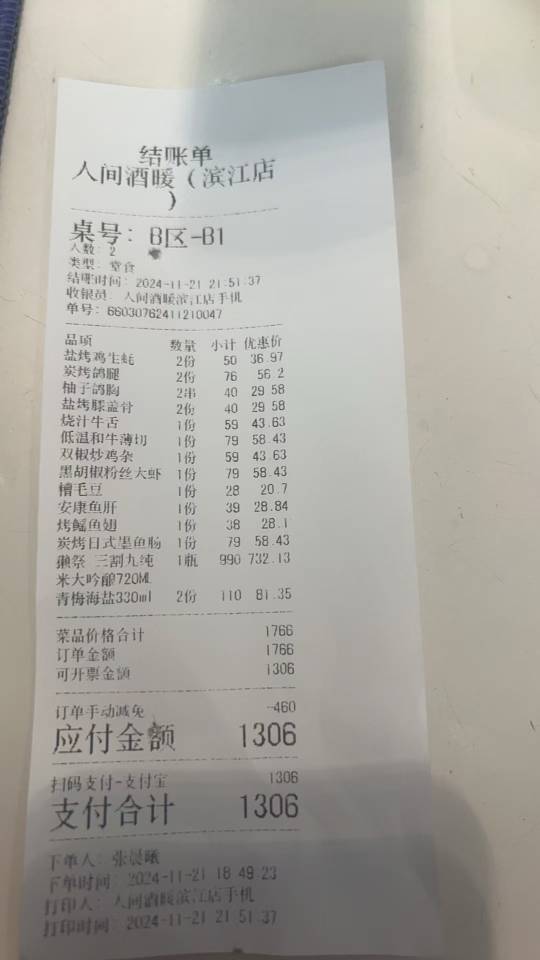 结账单
人间酒暖（滨江店
）
桌号：B区-B1
人数：2
类型：堂食
结账时间：2024-11-21 21:51:37
收银员：人间酒暖滨江店手机
单号：66030762411210047
品项 数量 小计 优惠价
盐烤鸡生蚝 2份 50 36.97
炭烤鸽腿 2份 76 56.2
柚子鸽胸 2串 40 29.58
盐烤膝盖骨 2份 40 29.58
烧汁牛舌 1份 59 43.63
低温和牛薄切 1份 79 58.43
双椒炒鸡杂 1份 59 43.63
黑胡椒粉丝大虾 1份 79 58.43
糟毛豆 1份 28 20.7
安康鱼肝 1份 39 28.84
烤鳐鱼翅 1份 38 28.1
炭烤日式墨鱼肠 1份 79 58.43
獭祭 三割九纯 1瓶 990 732.13
米大吟酿720ML
青梅海盐330ml 2份 110 81.35
菜品价格合计 1766
订单金额 1766
可开票金额 1306
订单手动减免 -460
应付金额 1306
扫码支付-支付宝 1306
支付合计 1306
下单人：张晨曦
下单时间：2024-11-21 18:49:23
打印人：人间酒暖滨江店手机
打印时间：2024-11-21 21:51:37